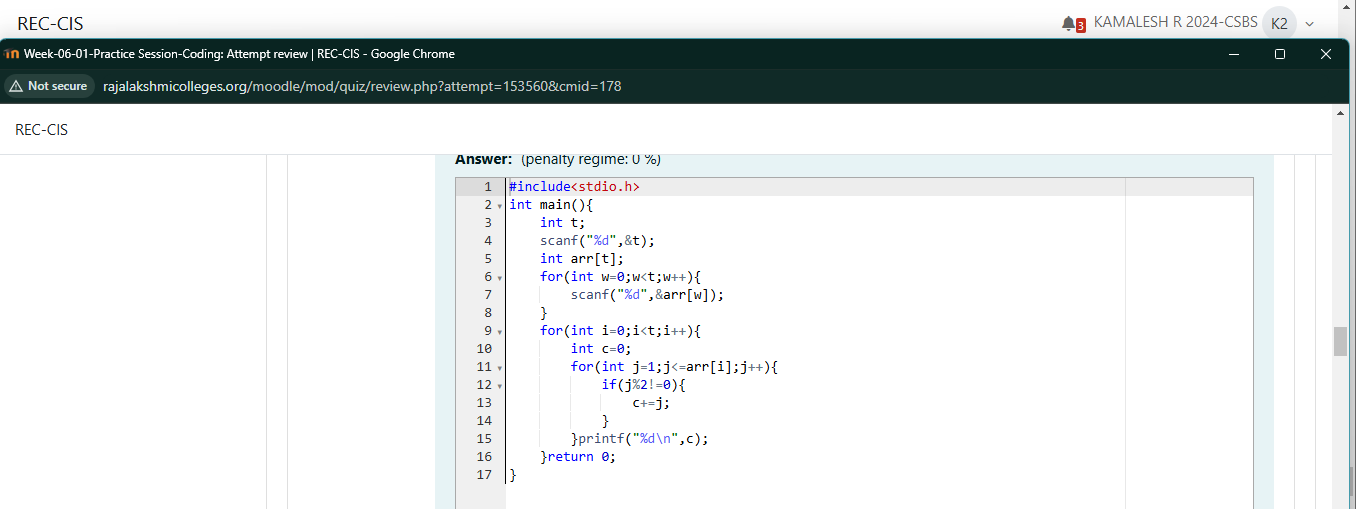 REC-CIS
3 KAMALESH R 2024-CSBS K2
Week-06-01-Practice Session-Coding: Attempt review | REC-CIS - Google Chrome
Not secure rajalakshmicolleges.org/moodle/mod/quiz/review.php?attempt=153560&cmid=178
REC-CIS
Answer: (penalty regime: 0 %)
1 #include<stdio.h>
2 int main(){
3 int t;
4 scanf("%d",&t);
5 int arr[t];
6 for(int w=0;w<t;w++){
7 scanf("%d",&arr[w]);
8 }
9 for(int i=0;i<t;i++){
10 int c=0;
11 for(int j=1;j<=arr[i];j++){
12 if(j%2!=0){
13 c+=j;
14 }
15 }printf("%d\n",c);
16 }return 0;
17 }